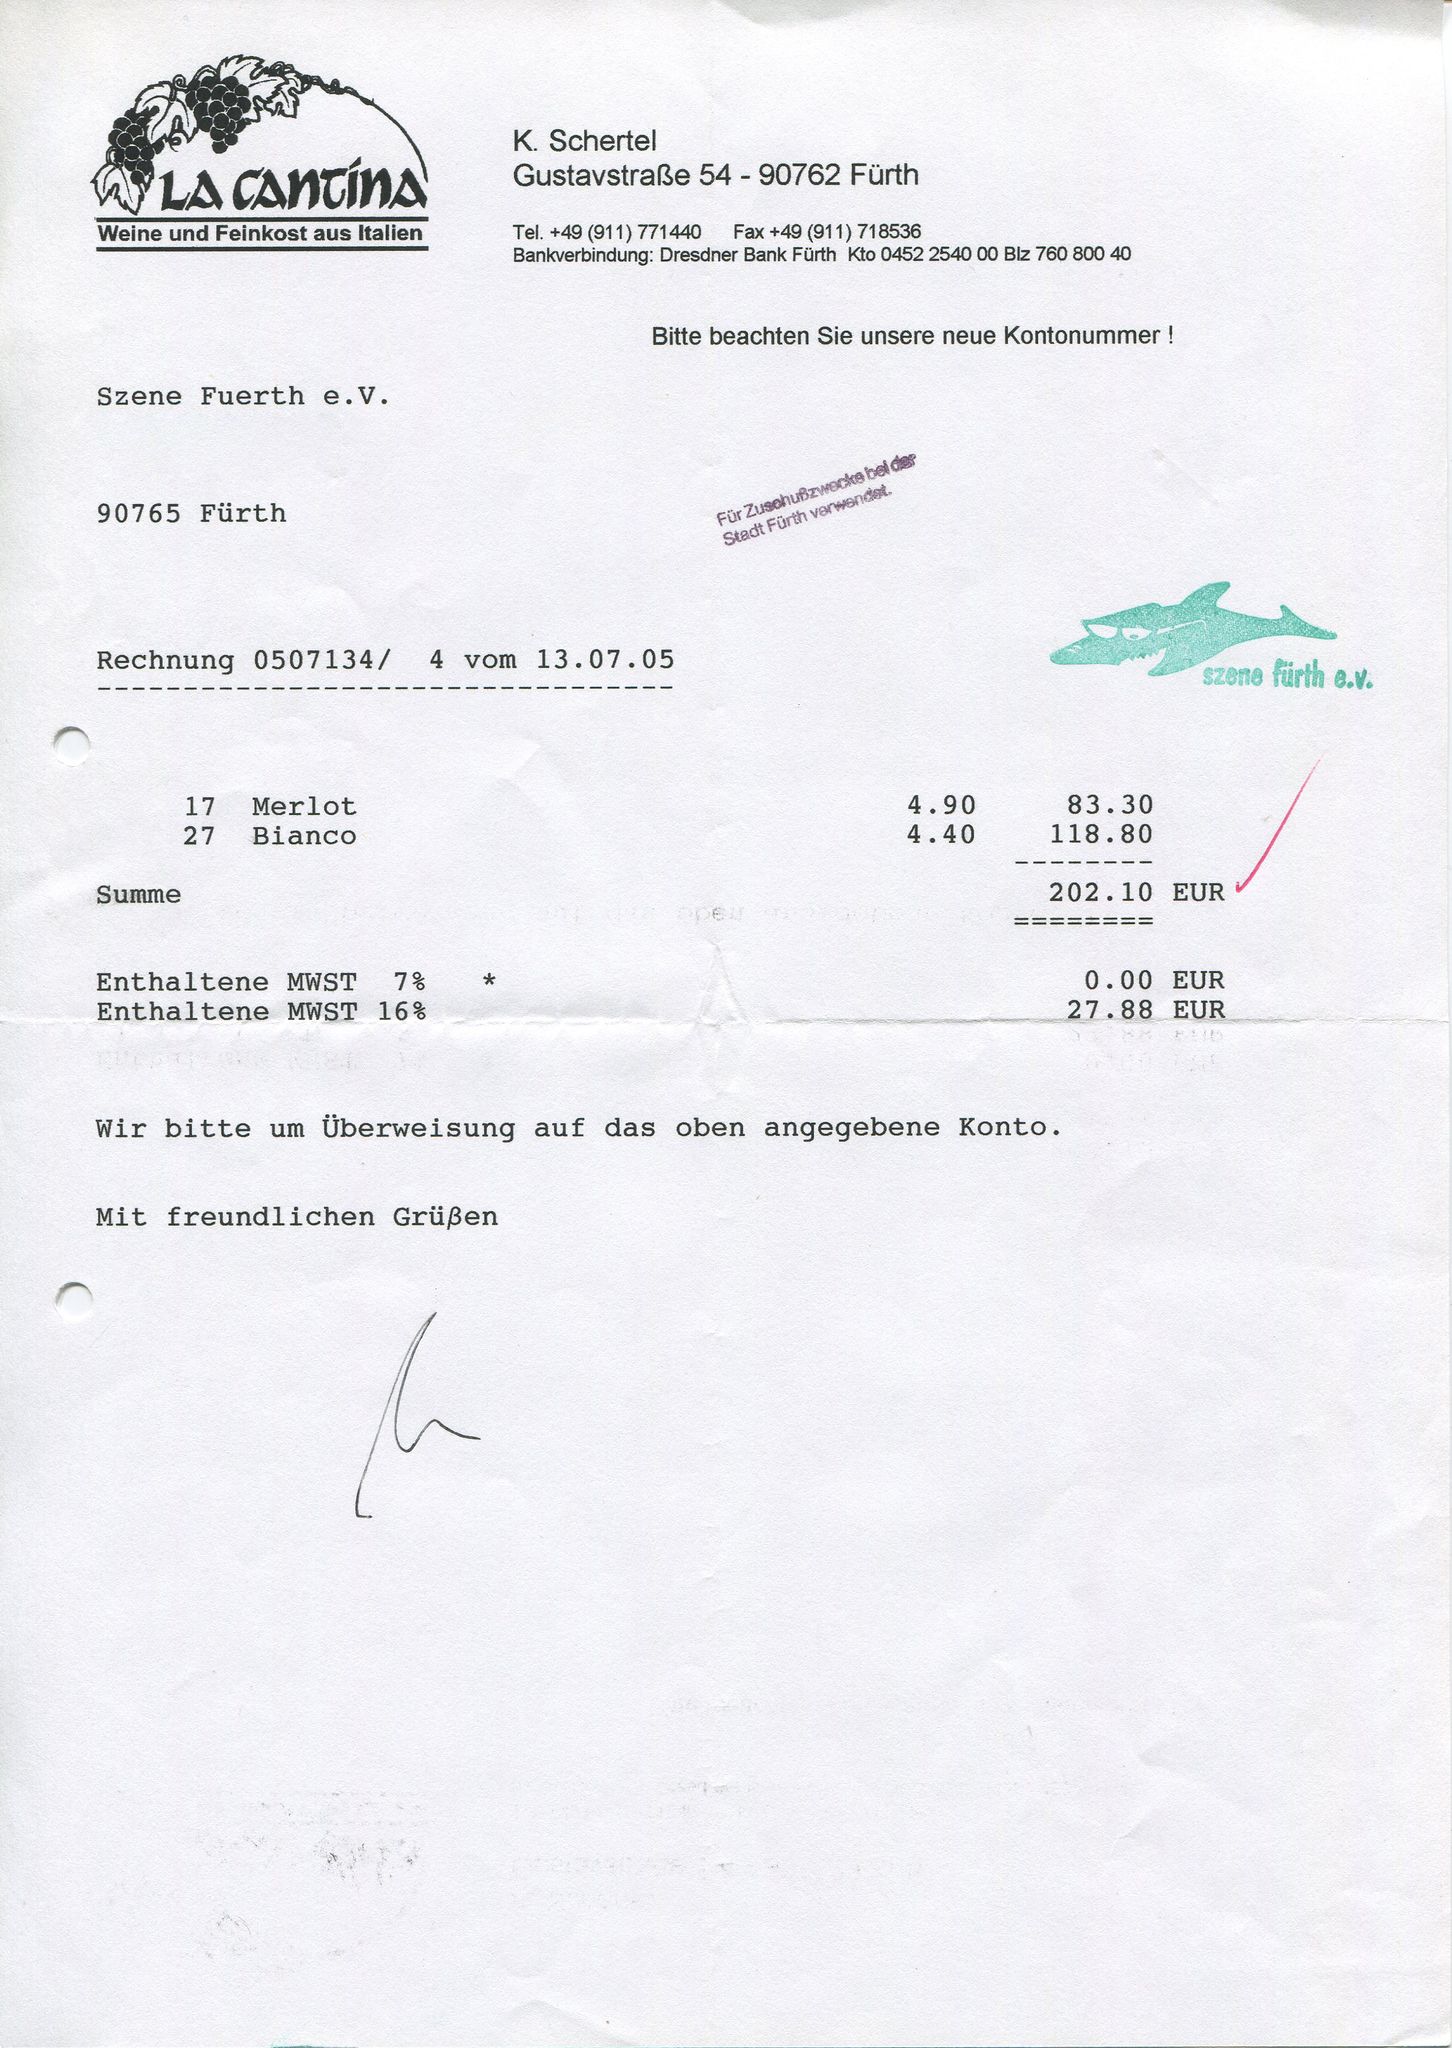 LA CANTINA
Weine und Feinkost aus Italien
K. Schertel
Gustavstraße 54 - 90762 Fürth
Tel. +49 (911) 771440 Fax +49 (911) 718536
Bankverbindung: Dresdner Bank Fürth Kto 0452 2540 00 Blz 760 800 40
Bitte beachten Sie unsere neue Kontonummer !
Szene Fuerth e.V.
90765 Fürth
Für Zuschußzwecke bei der
Stadt Fürth verwendet.
szene fürth e.v.
Rechnung 0507134/ 4 vom 13.07.05
17 Merlot 4.90 83.30
27 Bianco 4.40 118.80
Summe 202.10 EUR
Enthaltene MWST 7% * 0.00 EUR
Enthaltene MWST 16% 27.88 EUR
Wir bitte um Überweisung auf das oben angegebene Konto.
Mit freundlichen Grüßen